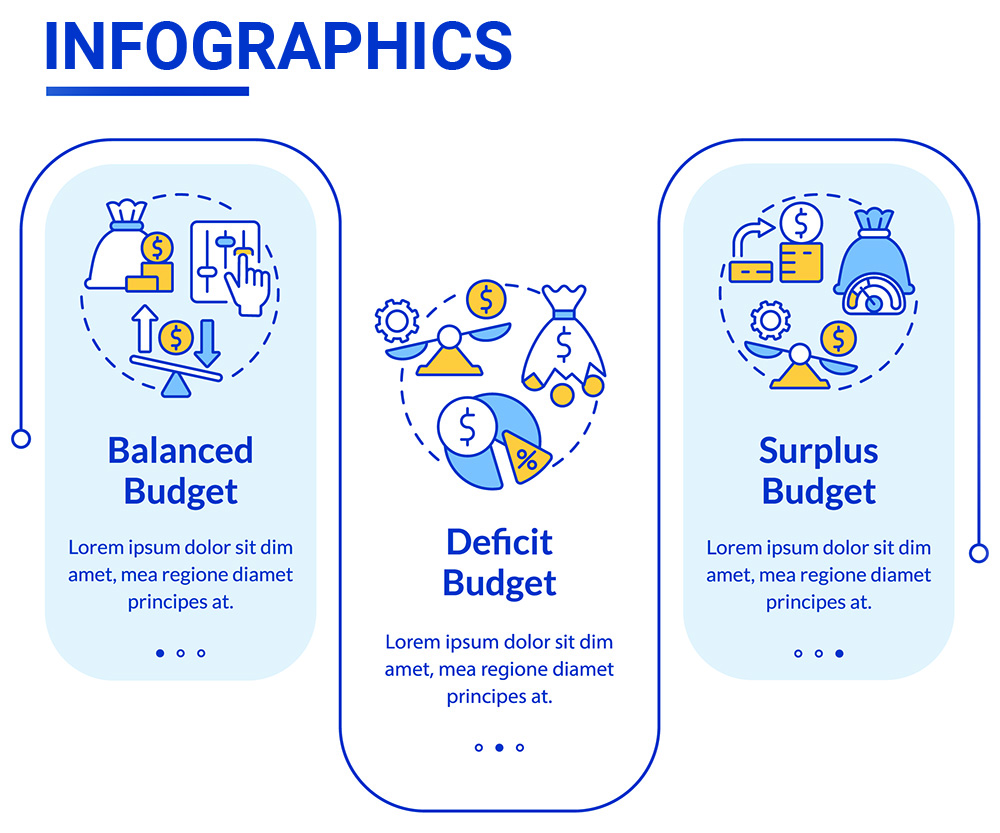 INFOGRAPHICS
$
$
Balanced
Budget
Lorem ipsum dolor sit dim
amet, mea regione diamet
principes at.
$
$
$
%
Deficit
Budget
Lorem ipsum dolor sit dim
amet, mea regione diamet
principes at.
$
$
Surplus
Budget
Lorem ipsum dolor sit dim
amet, mea regione diamet
principes at.